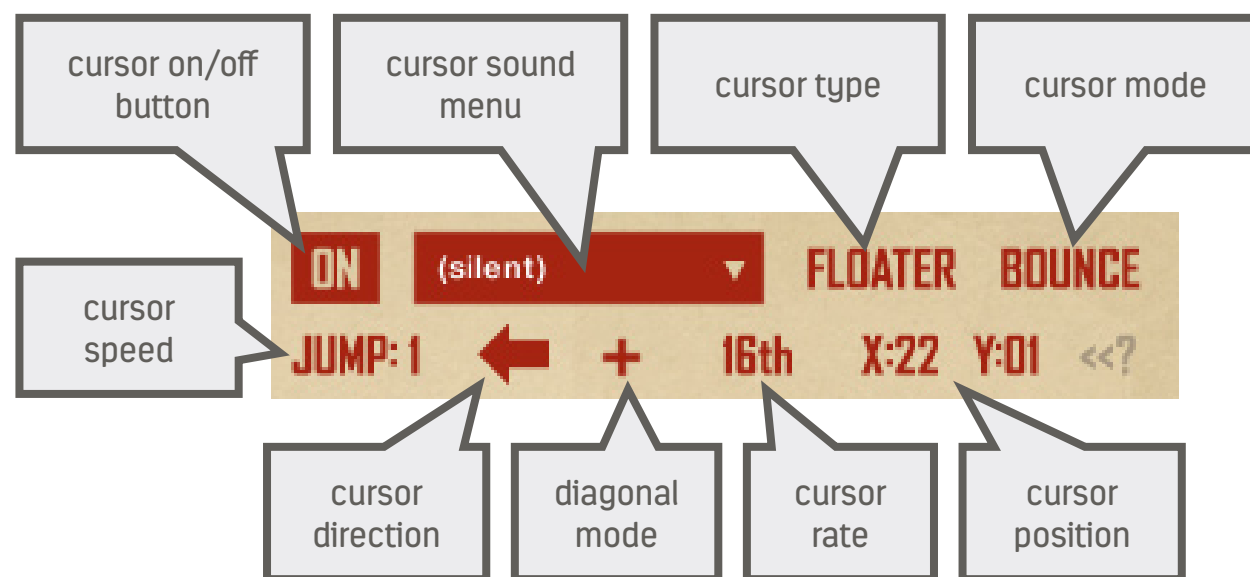 cursor on/off
button
cursor sound
menu
cursor type
cursor mode
ON
(silent)
FLOATER
BOUNCE
cursor
speed
JUMP: 1
+
16th
X:22
Y:01
<<?
cursor
direction
diagonal
mode
cursor
rate
cursor
position